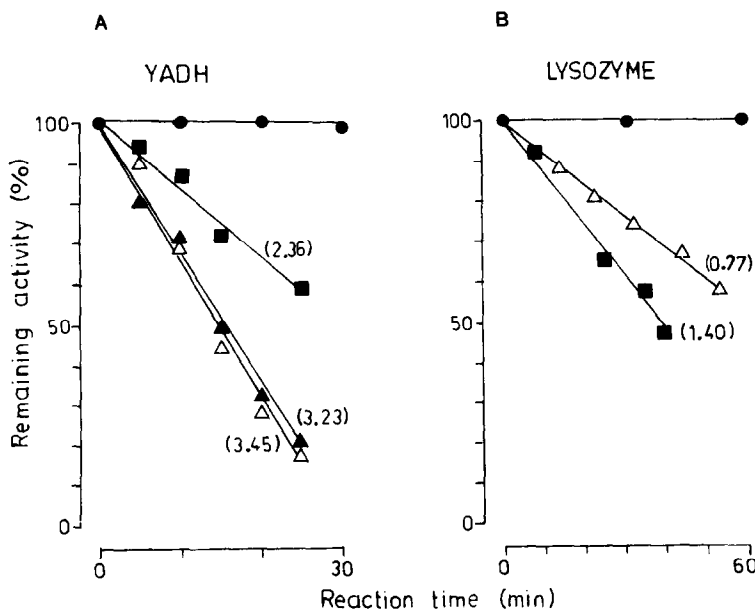 A
YADH
Remaining activity (%)
100
50
0
(2.36)
(3.23)
(3.45)
0
30
B
LYSOZYME
100
50
0
(0.77)
(1.40)
0
60
Reaction time (min)